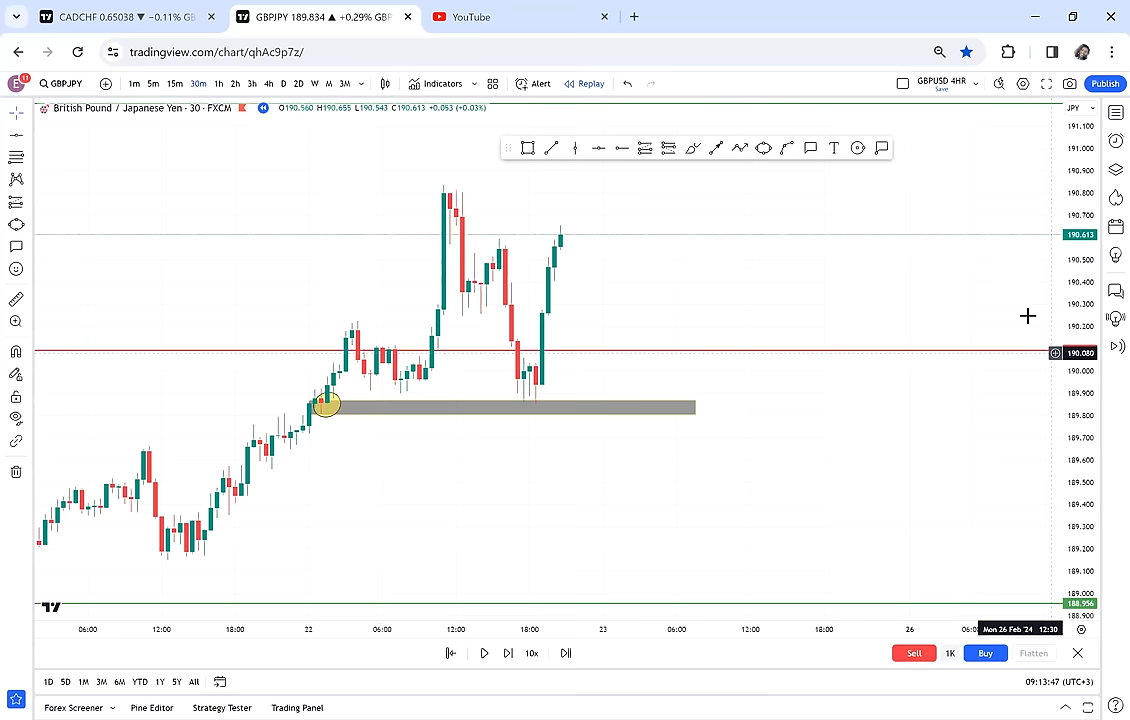 CADCHF 0.65038 ▼ −0.11% GE
GBPJPY 189.834 ▲ +0.29% GBP
YouTube
tradingview.com/chart/qhAc9p7z/
E 11 GBPJPY 1m 5m 15m 30m 1h 2h 3h 4h D 2D W M 3M Indicators Alert Replay GBPUSD 4HR Save Publish
British Pound / Japanese Yen · 30 · FXCM O190.560 H190.655 L190.543 C190.613 +0.053 (+0.03%) JPY
191.100
191.000
190.900
190.800
190.700
190.613
190.500
190.400
190.300
190.200
190.080
190.000
189.900
189.800
189.700
189.600
189.500
189.400
189.300
189.200
189.100
189.000
188.956
188.900
06:00 12:00 18:00 22 06:00 12:00 18:00 23 06:00 12:00 18:00 26 06:0 Mon 26 Feb '24 12:30
10x Sell 1K Buy Flatten
1D 5D 1M 3M 6M YTD 1Y 5Y All 09:13:47 (UTC+3)
Forex Screener Pine Editor Strategy Tester Trading Panel